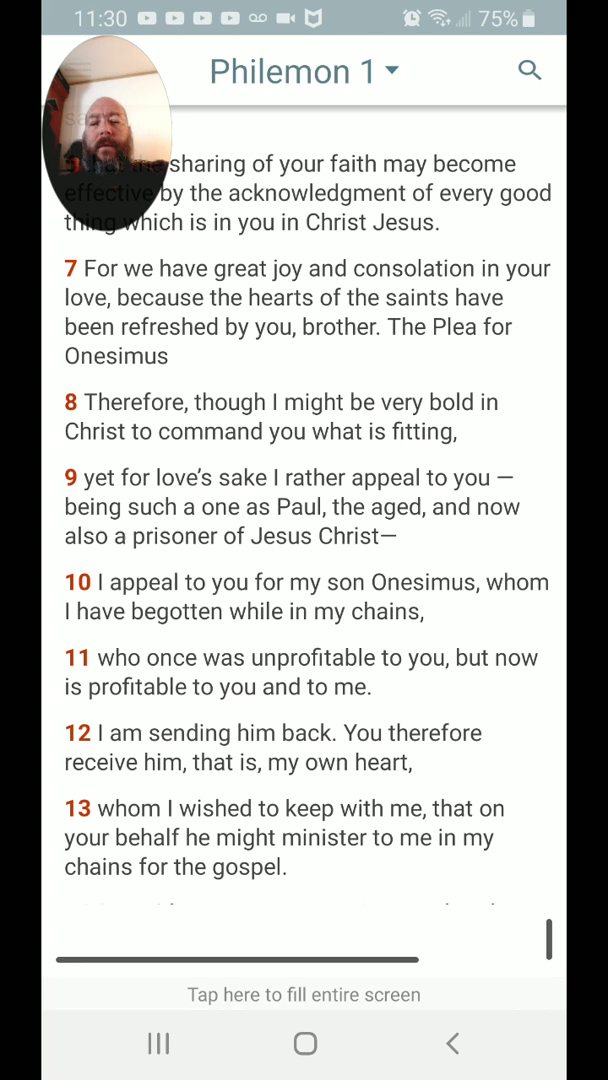 11:30 75%
Philemon 1
sharing of your faith may become
effective by the acknowledgment of every good
thing which is in you in Christ Jesus.
7 For we have great joy and consolation in your
love, because the hearts of the saints have
been refreshed by you, brother. The Plea for
Onesimus
8 Therefore, though I might be very bold in
Christ to command you what is fitting,
9 yet for love’s sake I rather appeal to you —
being such a one as Paul, the aged, and now
also a prisoner of Jesus Christ—
10 I appeal to you for my son Onesimus, whom
I have begotten while in my chains,
11 who once was unprofitable to you, but now
is profitable to you and to me.
12 I am sending him back. You therefore
receive him, that is, my own heart,
13 whom I wished to keep with me, that on
your behalf he might minister to me in my
chains for the gospel.
Tap here to fill entire screen